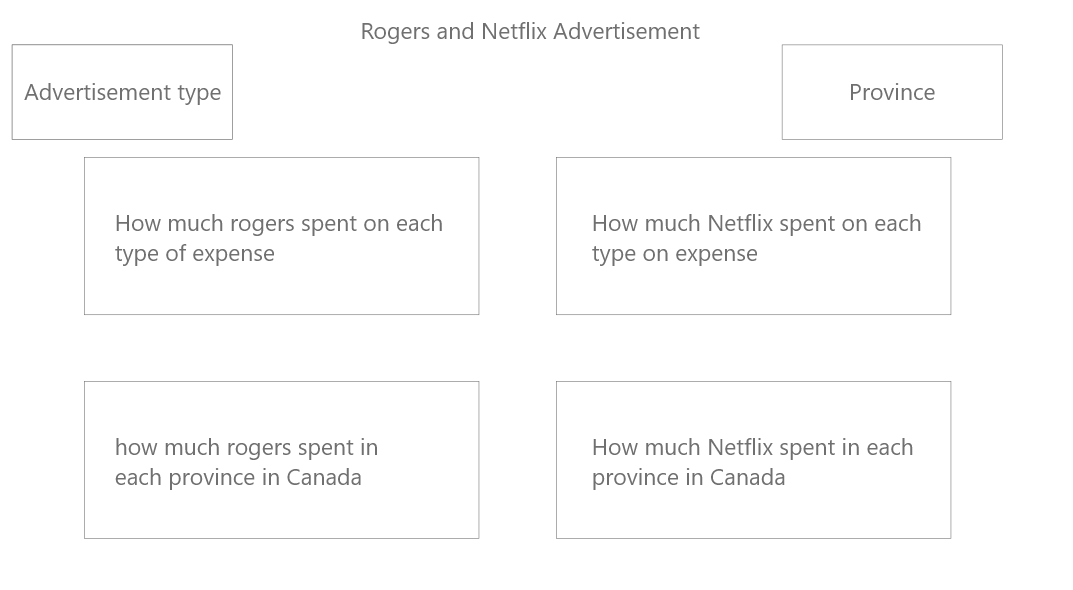 Rogers and Netflix Advertisement
Advertisement type
Province
How much rogers spent on each
type of expense
How much Netflix spent on each
type on expense
how much rogers spent in
each province in Canada
How much Netflix spent in each
province in Canada